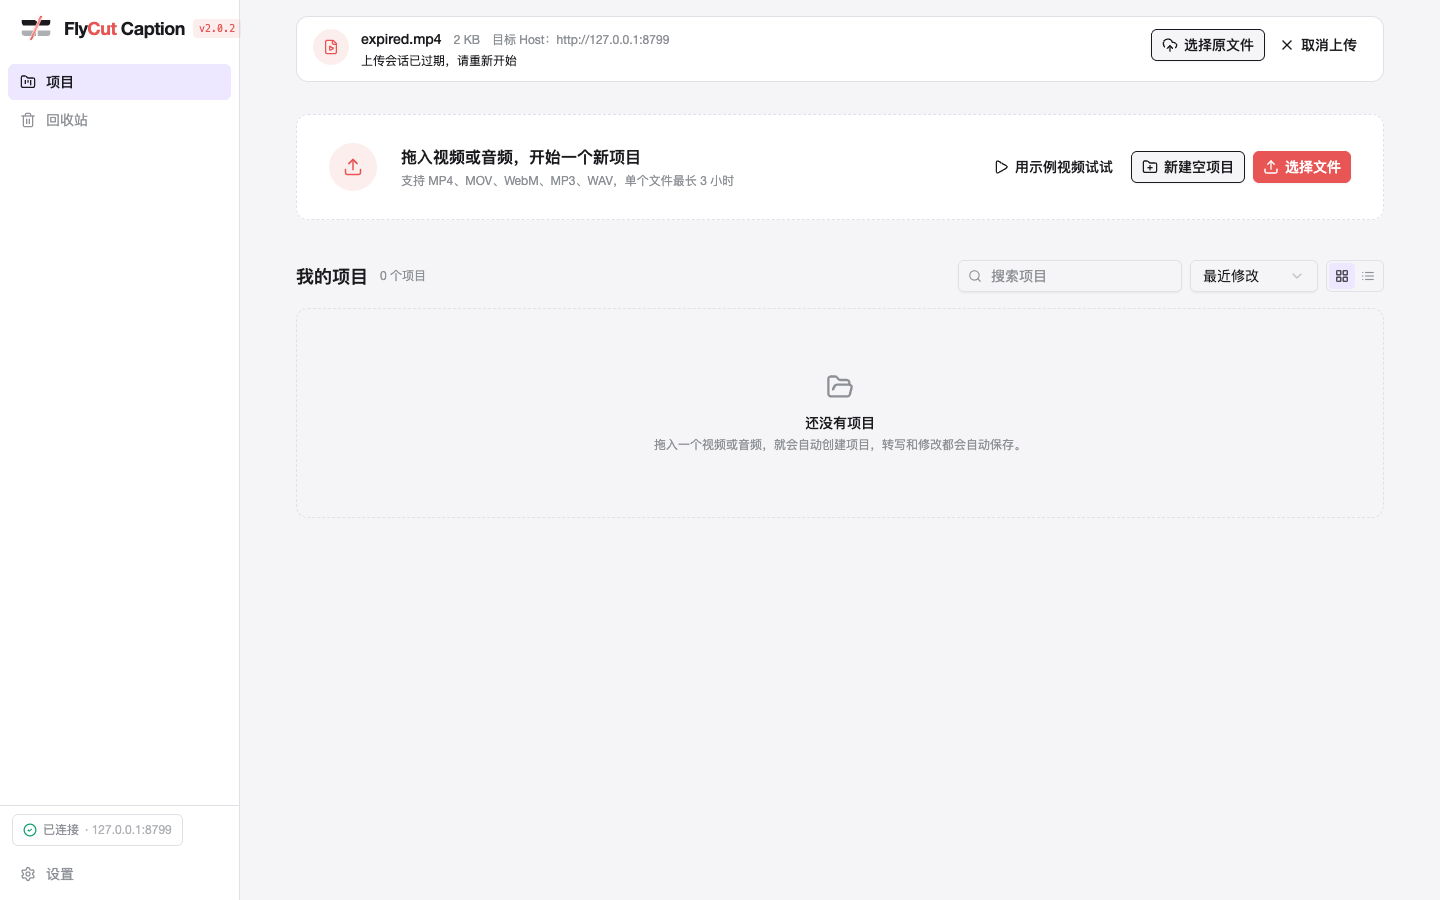 FlyCut Caption v2.0.2
项目
回收站
已连接 · 127.0.0.1:8799
设置
expired.mp4 2 KB 目标 Host：http://127.0.0.1:8799
上传会话已过期，请重新开始
选择原文件
取消上传
拖入视频或音频，开始一个新项目
支持 MP4、MOV、WebM、MP3、WAV，单个文件最长 3 小时
用示例视频试试
新建空项目
选择文件
我的项目 0 个项目
搜索项目
最近修改
还没有项目
拖入一个视频或音频，就会自动创建项目，转写和修改都会自动保存。